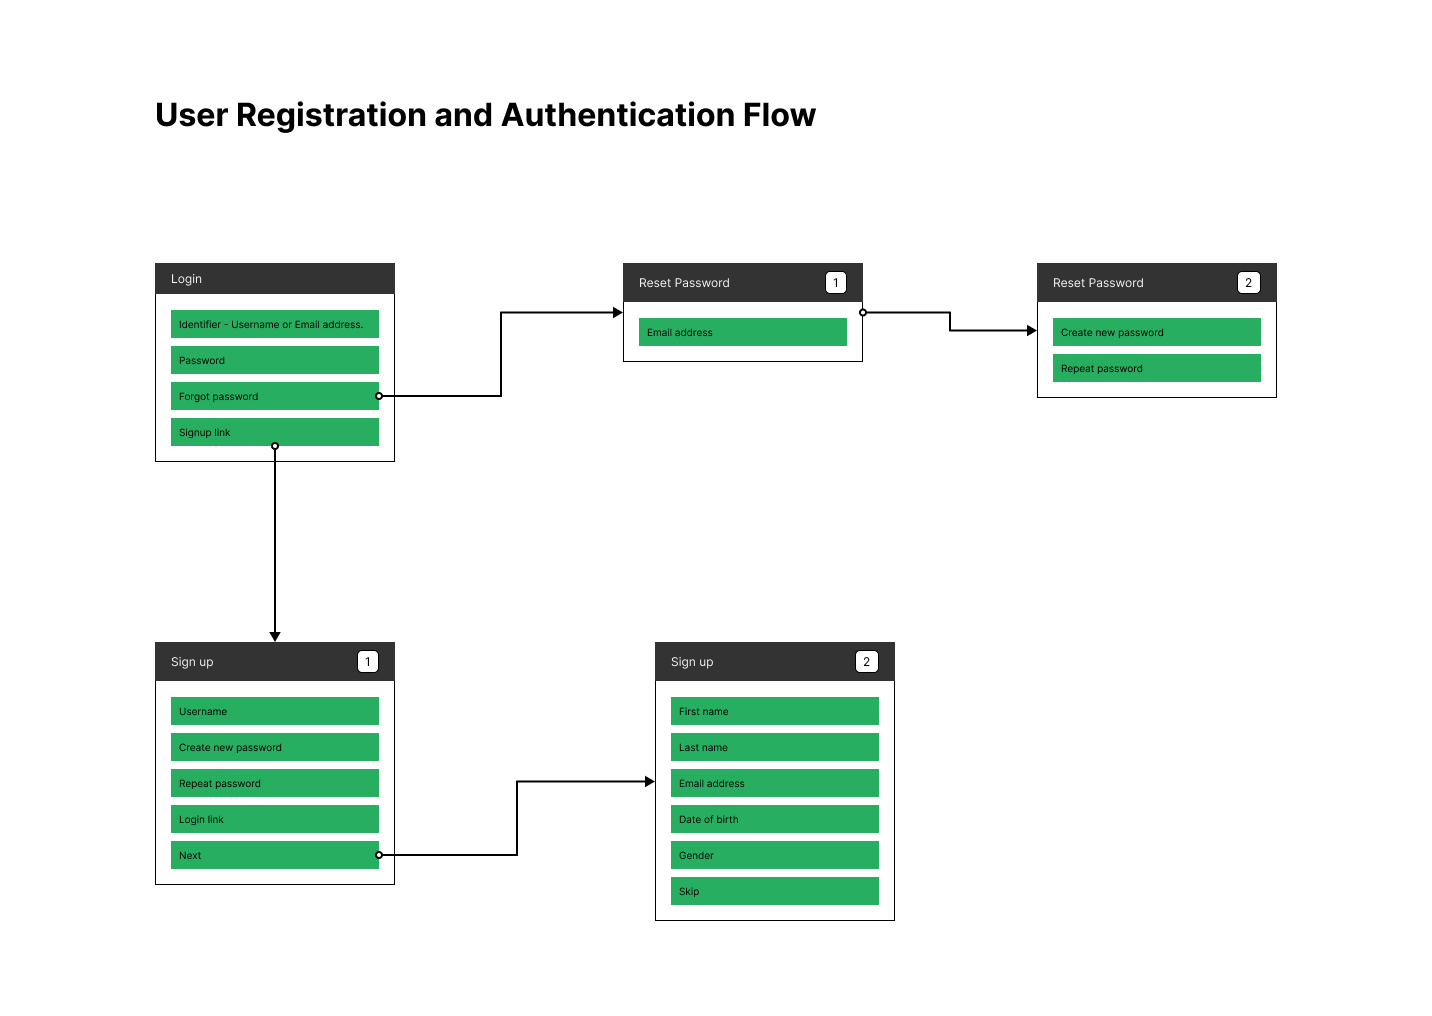 User Registration and Authentication Flow
Login
Identifier - Username or Email address.
Password
Forgot password
Signup link
Reset Password 1
Email address
Reset Password 2
Create new password
Repeat password
Sign up 1
Username
Create new password
Repeat password
Login link
Next
Sign up 2
First name
Last name
Email address
Date of birth
Gender
Skip